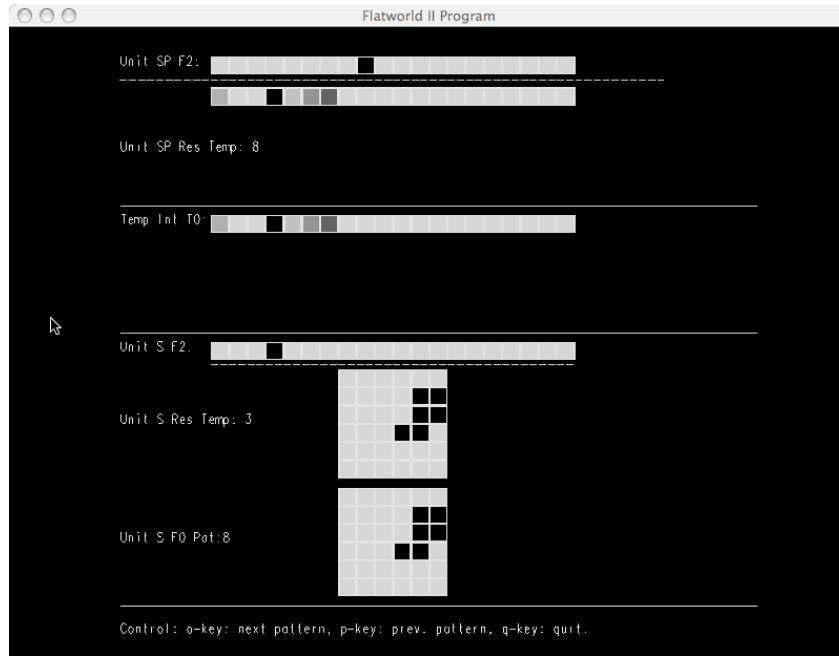 Flatworld II Program
Unit SP F2:
Unit SP Res Temp: 8
Temp Int T0:
Unit S F2:
Unit S Res Temp: 3
Unit S F0 Pat:8
Control: o-key: next pattern, p-key: prev. pattern, q-key: quit.